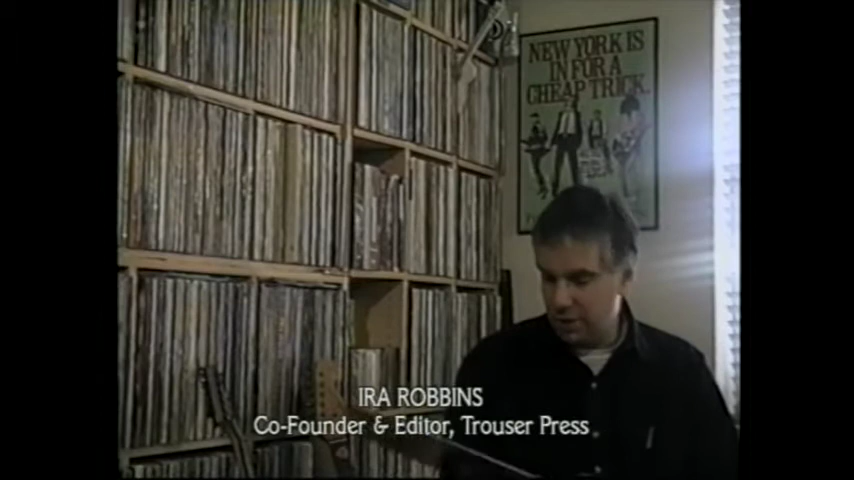 NEW YORK IS
IN FOR A
CHEAP TRICK.
IRA ROBBINS
Co-Founder & Editor, Trouser Press